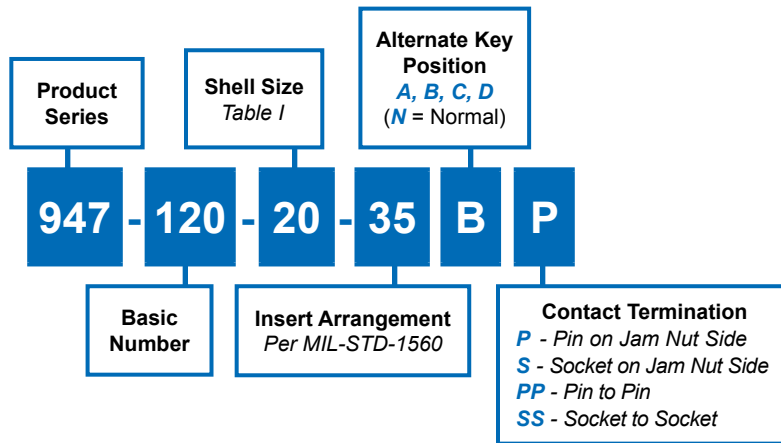 Product
Series
Shell Size
Table I
Alternate Key
Position
A, B, C, D
(N = Normal)
947 - 120 - 20 - 35 B P
Basic
Number
Insert Arrangement
Per MIL-STD-1560
Contact Termination
P - Pin on Jam Nut Side
S - Socket on Jam Nut Side
PP - Pin to Pin
SS - Socket to Socket